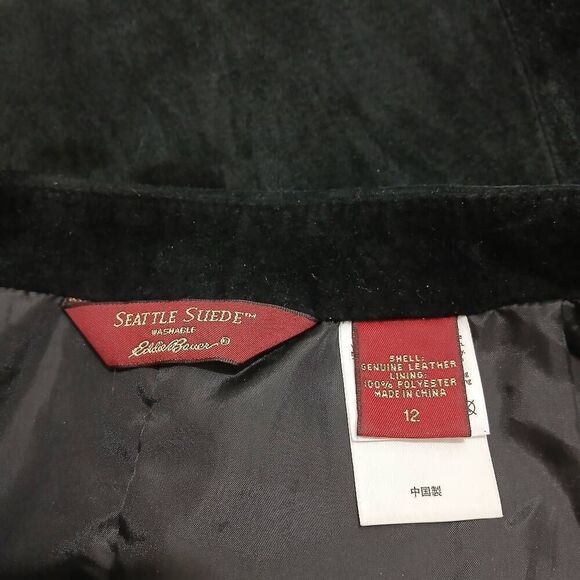 SEATTLE SUEDE™
WASHABLE
Eddie Bauer®
SHELL:
GENUINE LEATHER
LINING:
100% POLYESTER
MADE IN CHINA
12
中国製